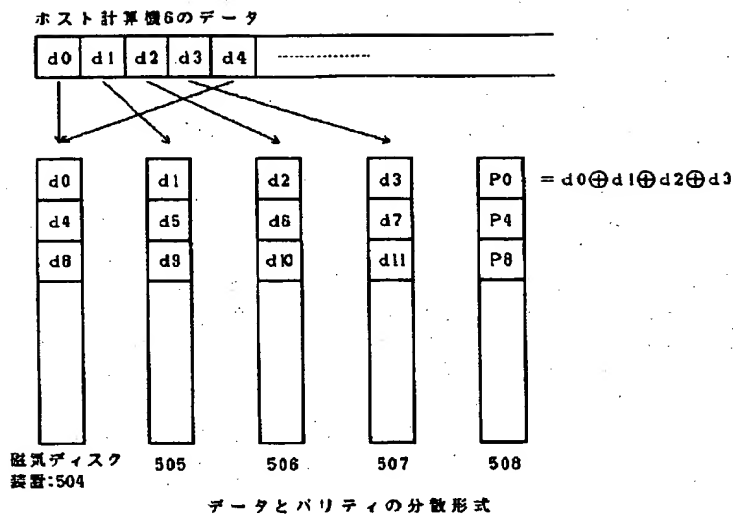 ホスト計算機6のデータ
d0 d1 d2 d3 d4
d0 d1 d2 d3 P0 = d0⊕d1⊕d2⊕d3
d4 d5 d6 d7 P4
d8 d9 d10 d11 P8
磁気ディスク
装置:504 505 506 507 508
データとパリティの分散形式